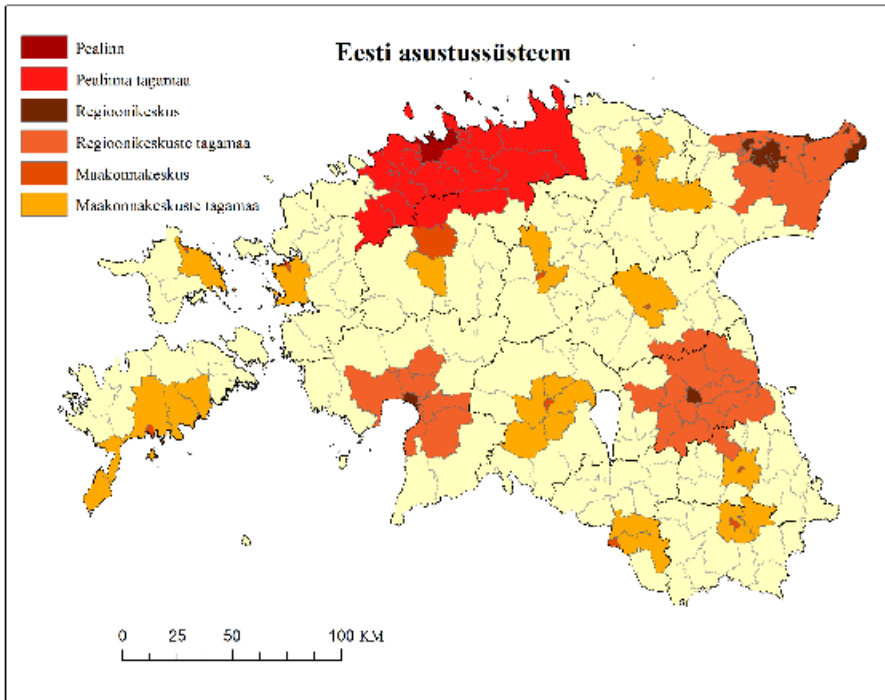 Eesti asustussüsteem
Pealinn
Pealinna tagamaa
Regioonikeskus
Regioonikeskuste tagamaa
Maakonnakeskus
Maakonnakeskuste tagamaa
0 25 50 100 KM